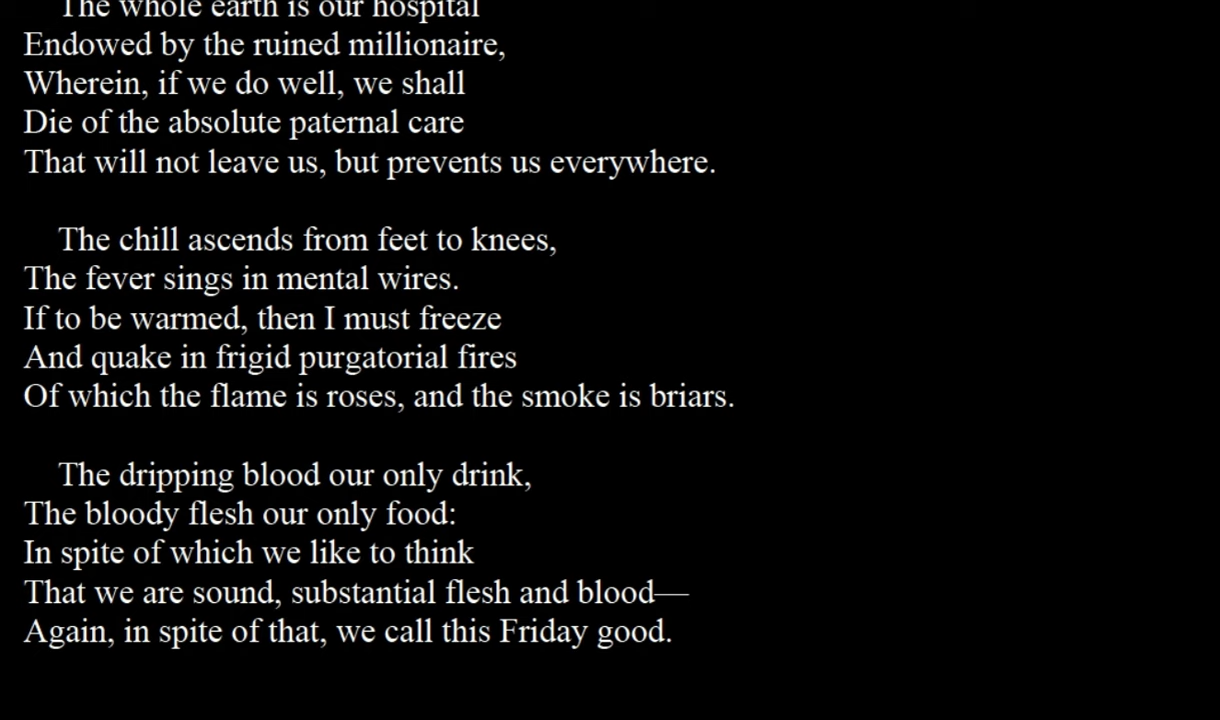 The whole earth is our hospital
Endowed by the ruined millionaire,
Wherein, if we do well, we shall
Die of the absolute paternal care
That will not leave us, but prevents us everywhere.
The chill ascends from feet to knees,
The fever sings in mental wires.
If to be warmed, then I must freeze
And quake in frigid purgatorial fires
Of which the flame is roses, and the smoke is briars.
The dripping blood our only drink,
The bloody flesh our only food:
In spite of which we like to think
That we are sound, substantial flesh and blood—
Again, in spite of that, we call this Friday good.